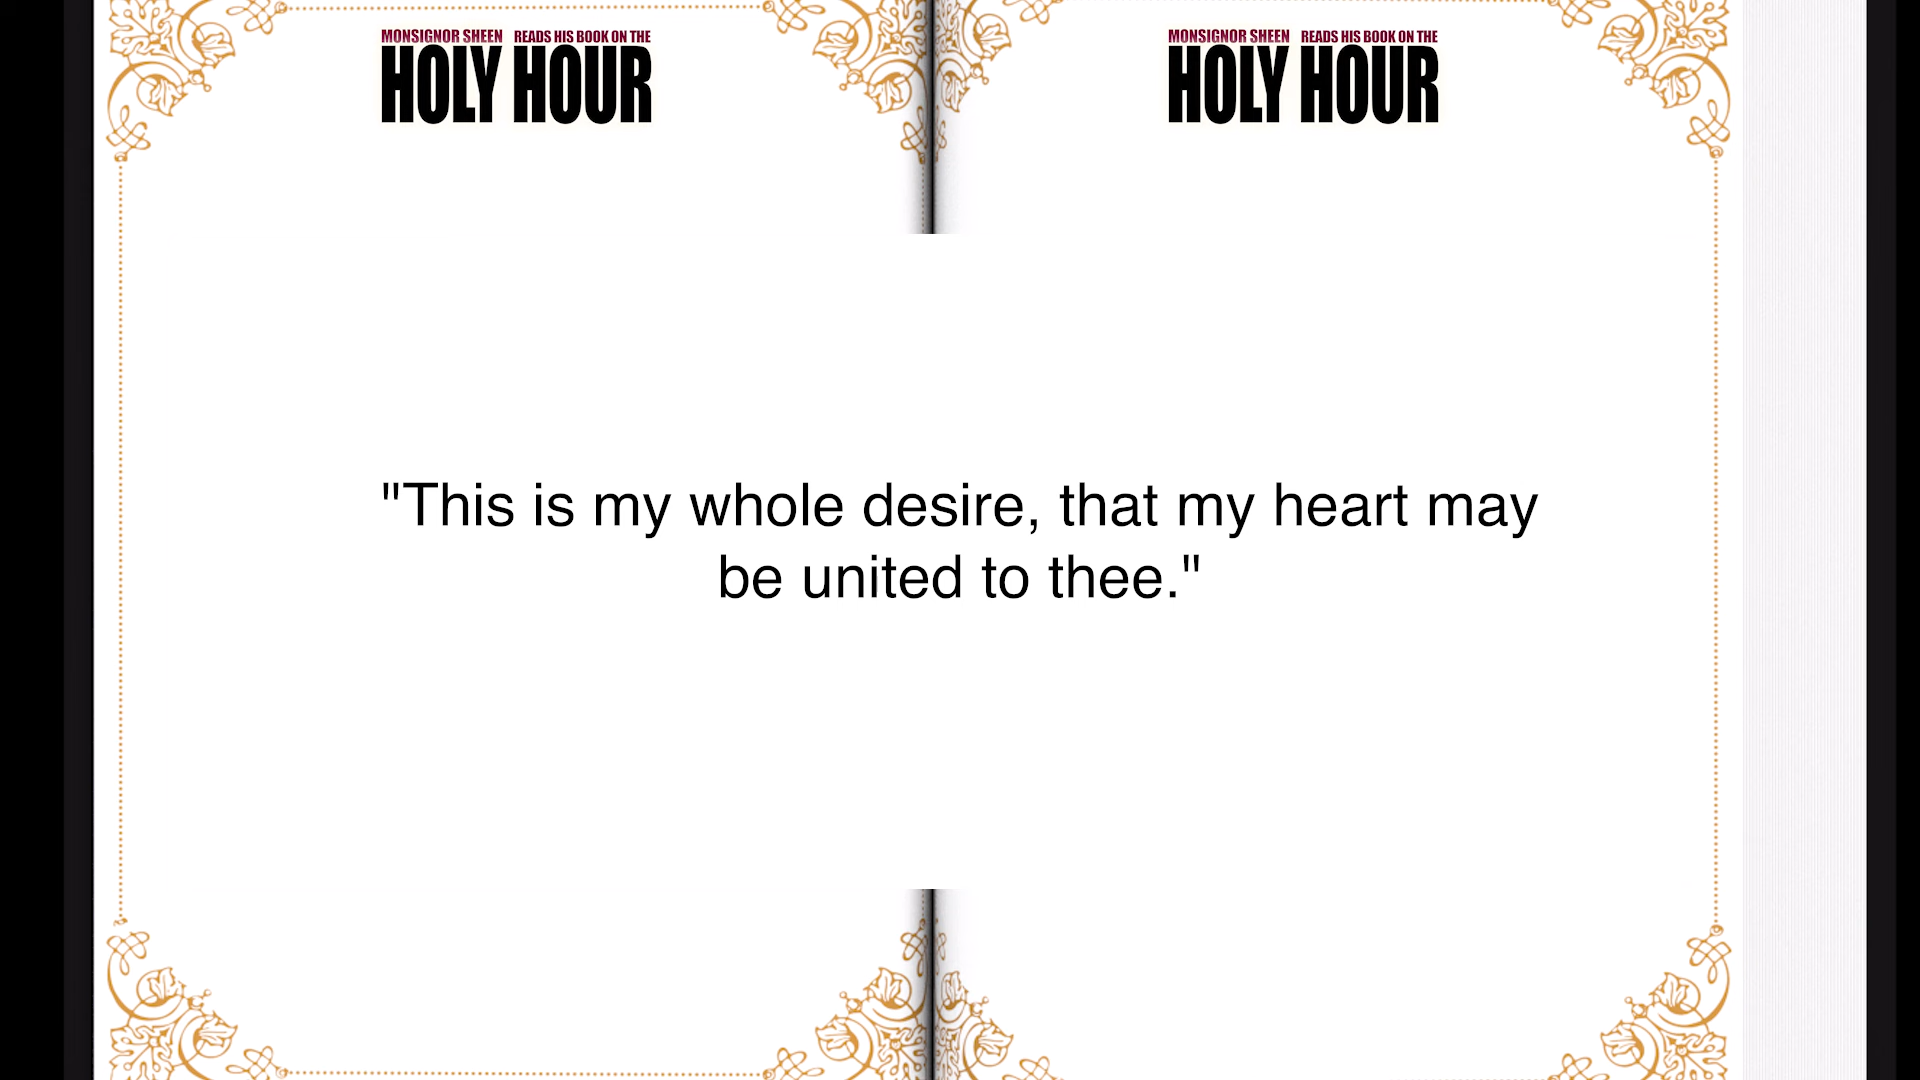 MONSIGNOR SHEEN READS HIS BOOK ON THE
HOLY HOUR
MONSIGNOR SHEEN READS HIS BOOK ON THE
HOLY HOUR
"This is my whole desire, that my heart may
be united to thee."